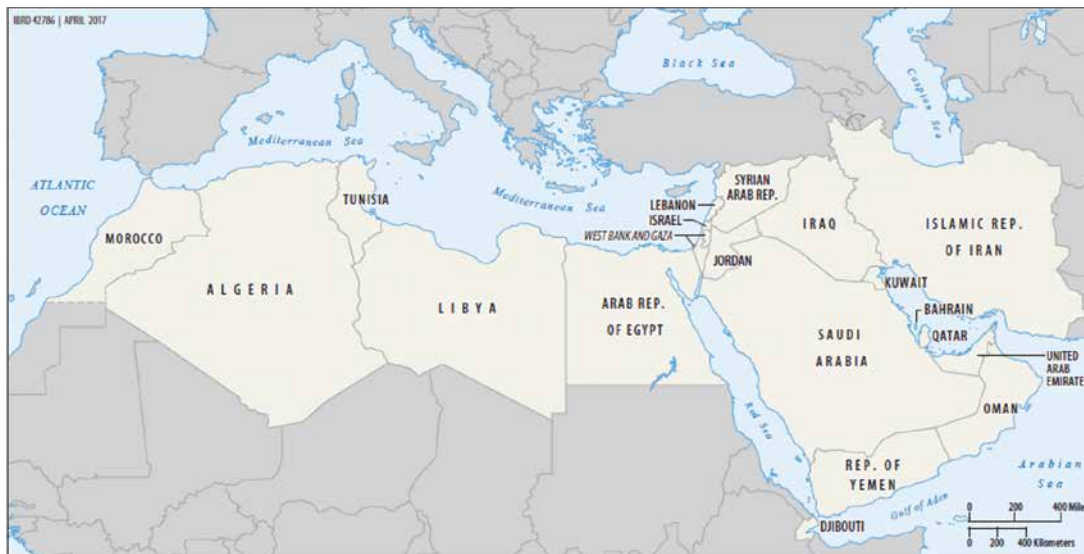 IBRD 42786 | APRIL 2017
Black Sea
Caspian Sea
Mediterranean Sea
ATLANTIC
OCEAN
TUNISIA
Mediterranean Sea
SYRIAN
ARAB REP.
LEBANON
ISRAEL
WEST BANK AND GAZA
IRAQ
ISLAMIC REP.
OF IRAN
MOROCCO
JORDAN
ALGERIA
LIBYA
ARAB REP.
OF EGYPT
KUWAIT
BAHRAIN
QATAR
SAUDI
ARABIA
UNITED
ARAB
EMIRATE
OMAN
Red Sea
REP. OF
YEMEN
Arabian
Sea
Gulf of Aden
DJIBOUTI
0 200 400 Mile
0 200 400 Kilometers